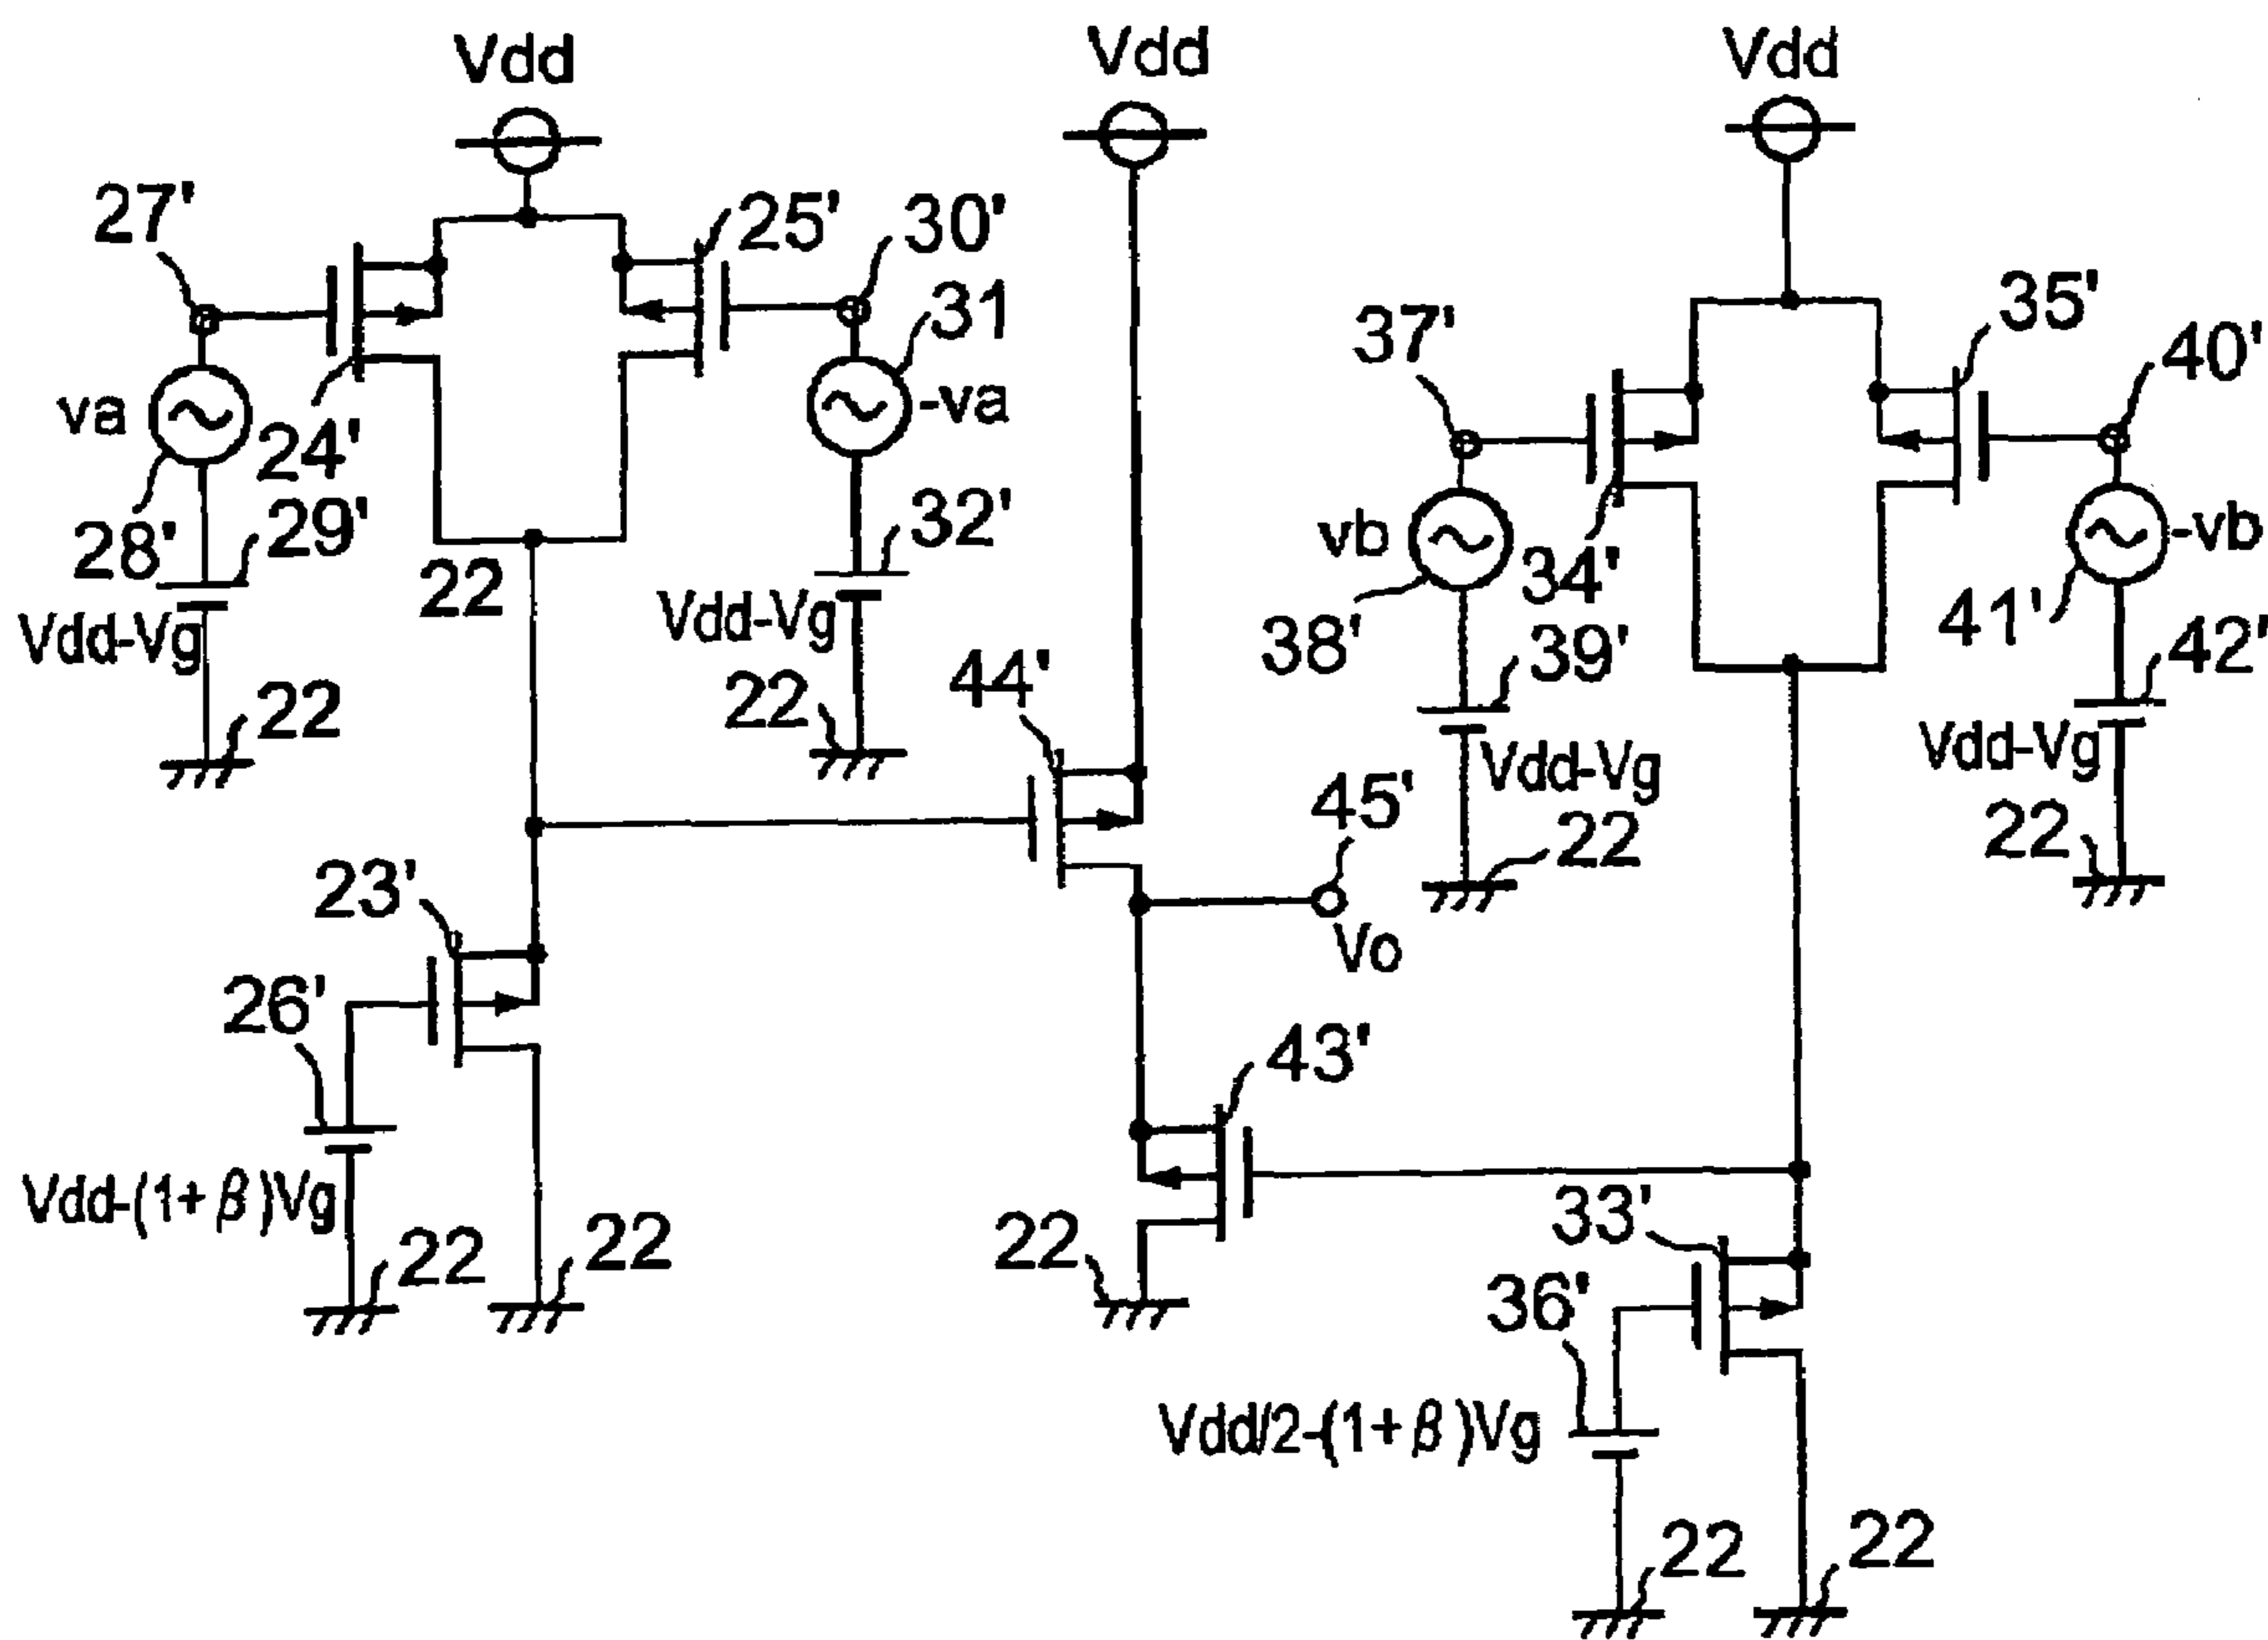 Vdd
Vdd
Vdd
27'
25'
30'
31
35'
37'
40'
va
24'
-va
28'
29'
32'
vb
34'
-vb
22
Vdd-Vg
Vdd-Vg
38'
39'
41'
42'
22
22
44'
Vdd-Vg
Vdd-Vg
45'
22
22
23'
Vo
26'
43'
Vdd-(1+β)Vg
33'
22
22
22
36'
Vdd/2-(1+β)Vg
22
22